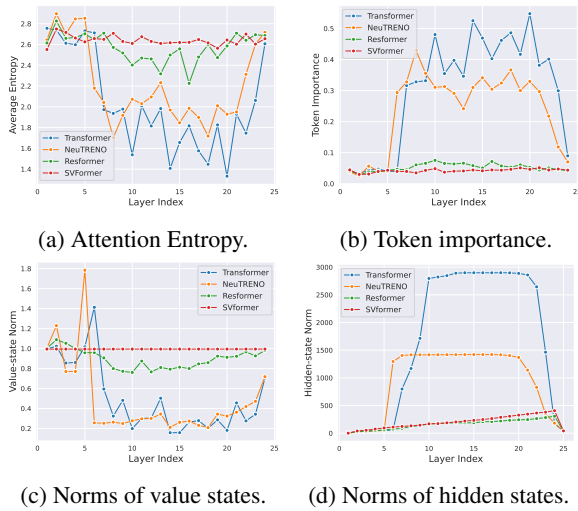 2.8
2.6
2.4
2.2
2.0
1.8
1.6
1.4
Average Entropy
Transformer
NeuTRENO
Resformer
SVFormer
0 5 10 15 20 25
Layer Index
(a) Attention Entropy.
0.5
0.4
0.3
0.2
0.1
0.0
Token Importance
Transformer
NeuTRENO
Resformer
SVFormer
0 5 10 15 20 25
Layer Index
(b) Token importance.
1.8
1.6
1.4
1.2
1.0
0.8
0.6
0.4
0.2
Value-state Norm
Transformer
NeuTRENO
Resformer
SVformer
0 5 10 15 20 25
Layer Index
(c) Norms of value states.
3000
2500
2000
1500
1000
500
0
Hidden-state Norm
Transformer
NeuTRENO
Resformer
SVformer
0 5 10 15 20 25
Layer Index
(d) Norms of hidden states.